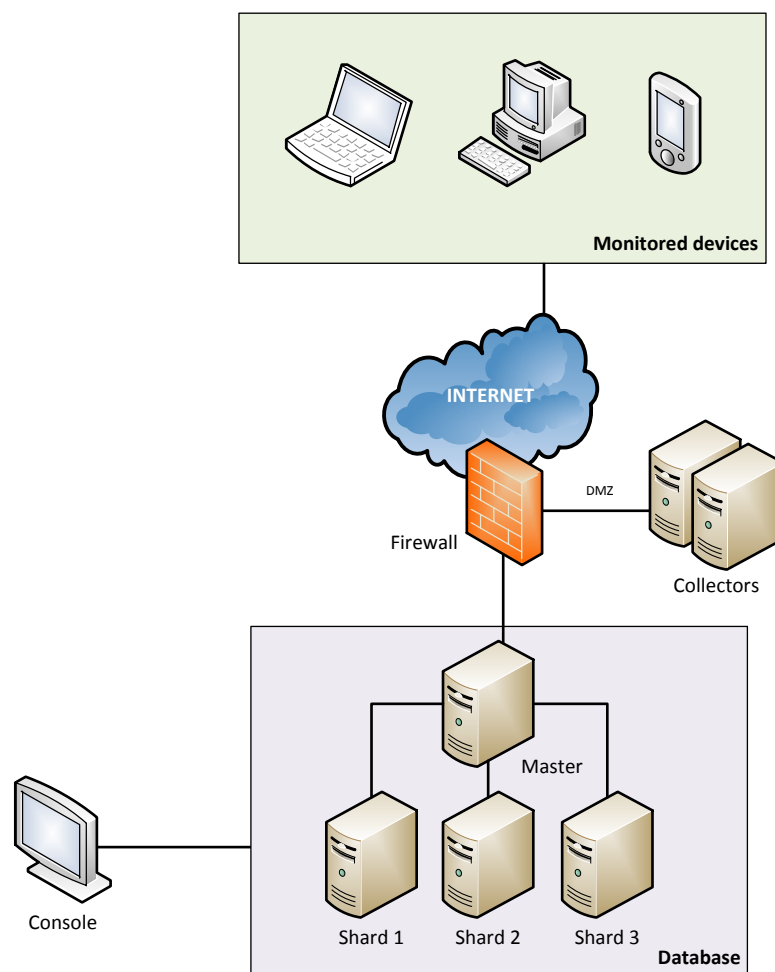 Monitored devices
INTERNET
DMZ
Firewall
Collectors
Master
Console
Shard 1
Shard 2
Shard 3
Database